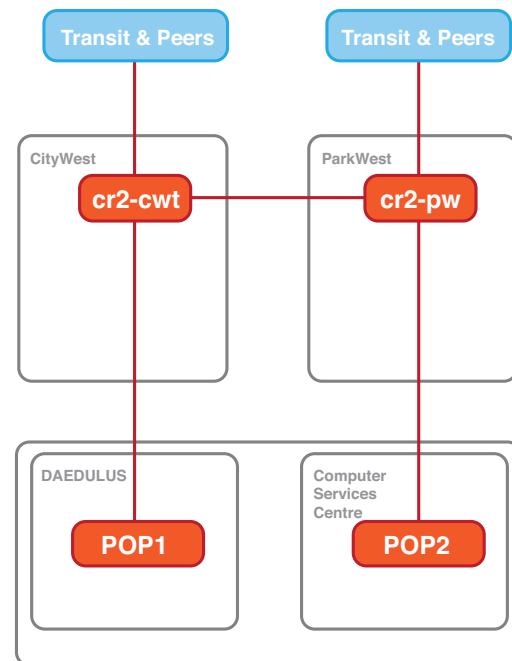 Transit & Peers
Transit & Peers
CityWest
ParkWest
cr2-cwt
cr2-pw
DAEDULUS
Computer
Services
Centre
POP1
POP2